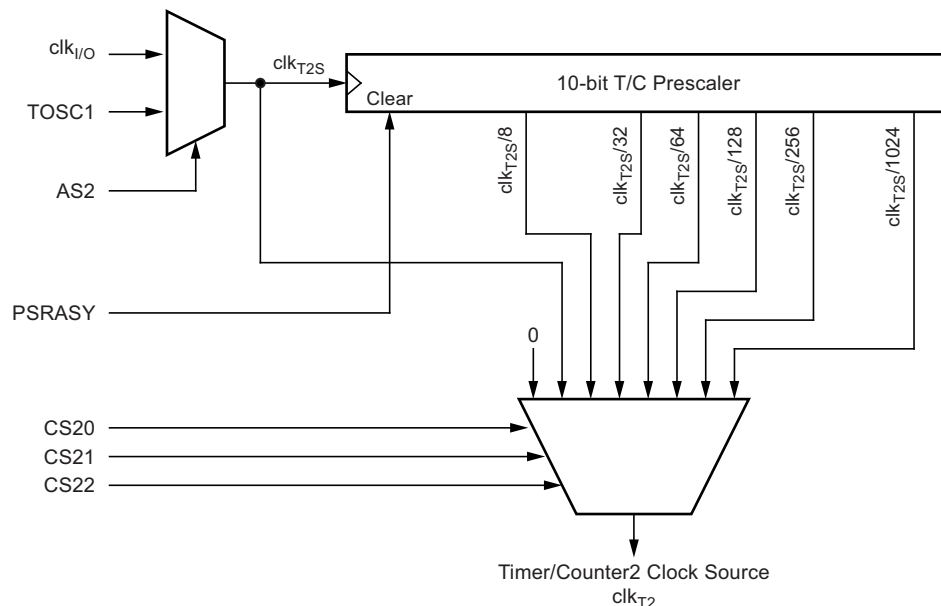 clkI/O
TOSC1
AS2
PSRASY
clkT2S
10-bit T/C Prescaler
Clear
clkT2S/8
clkT2S/32
clkT2S/64
clkT2S/128
clkT2S/256
clkT2S/1024
0
CS20
CS21
CS22
Timer/Counter2 Clock Source
clkT2